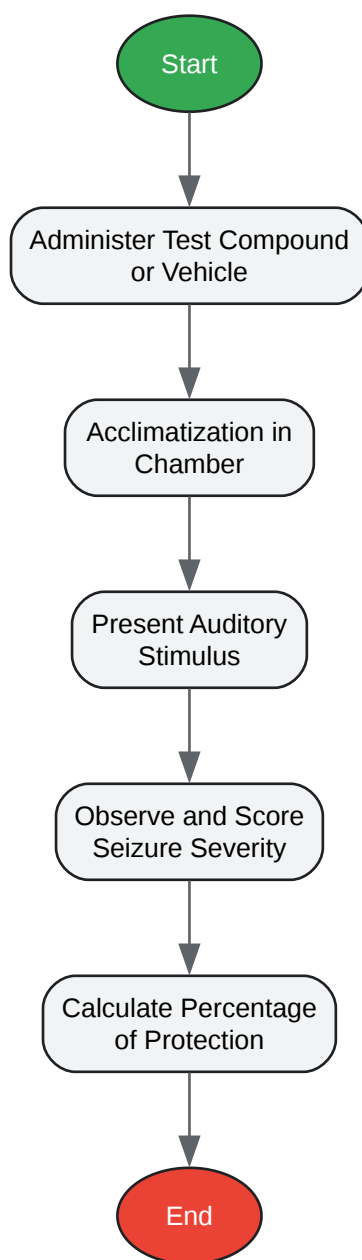 Start
Administer Test Compound
or Vehicle
Acclimatization in
Chamber
Present Auditory
Stimulus
Observe and Score
Seizure Severity
Calculate Percentage
of Protection
End